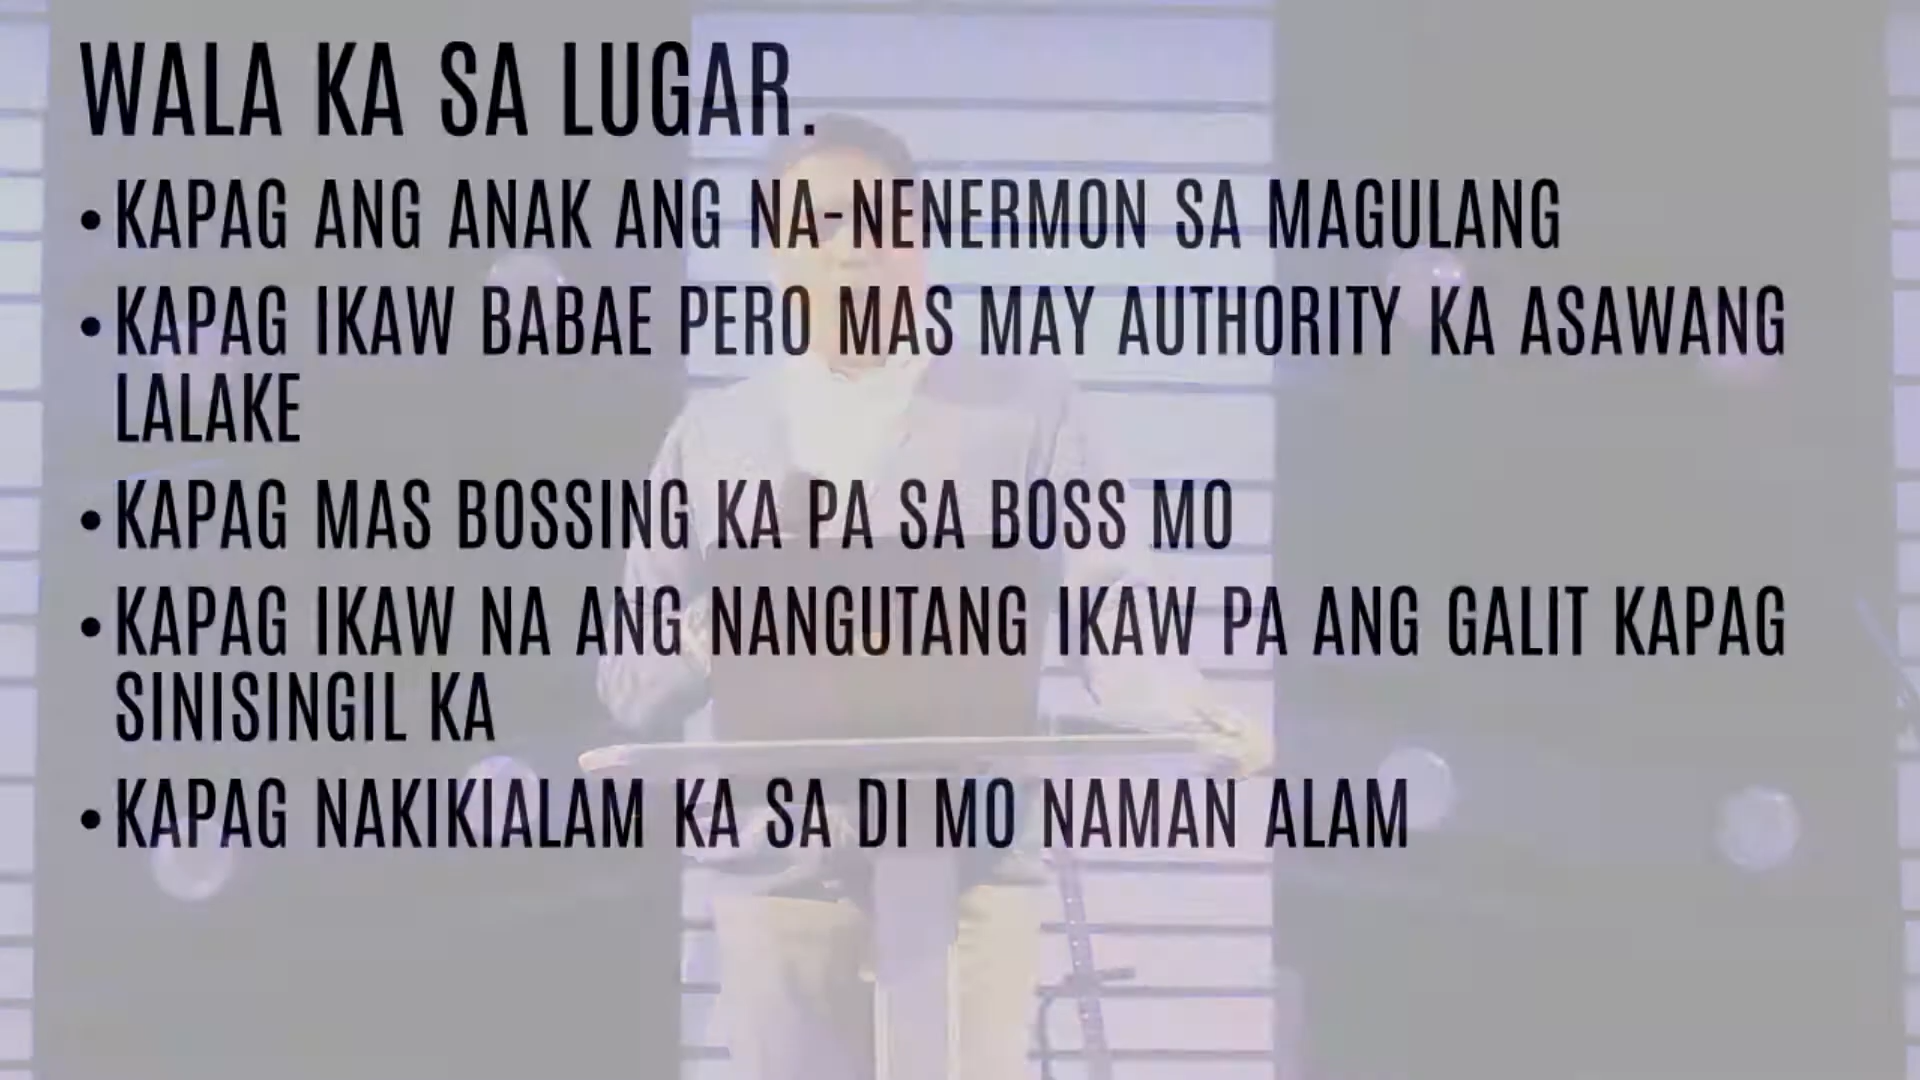 WALA KA SA LUGAR.
•KAPAG ANG ANAK ANG NA-NENERMON SA MAGULANG
•KAPAG IKAW BABAE PERO MAS MAY AUTHORITY KA ASAWANG
LALAKE
•KAPAG MAS BOSSING KA PA SA BOSS MO
•KAPAG IKAW NA ANG NANGUTANG IKAW PA ANG GALIT KAPAG
SINISINGIL KA
•KAPAG NAKIKIALAM KA SA DI MO NAMAN ALAM